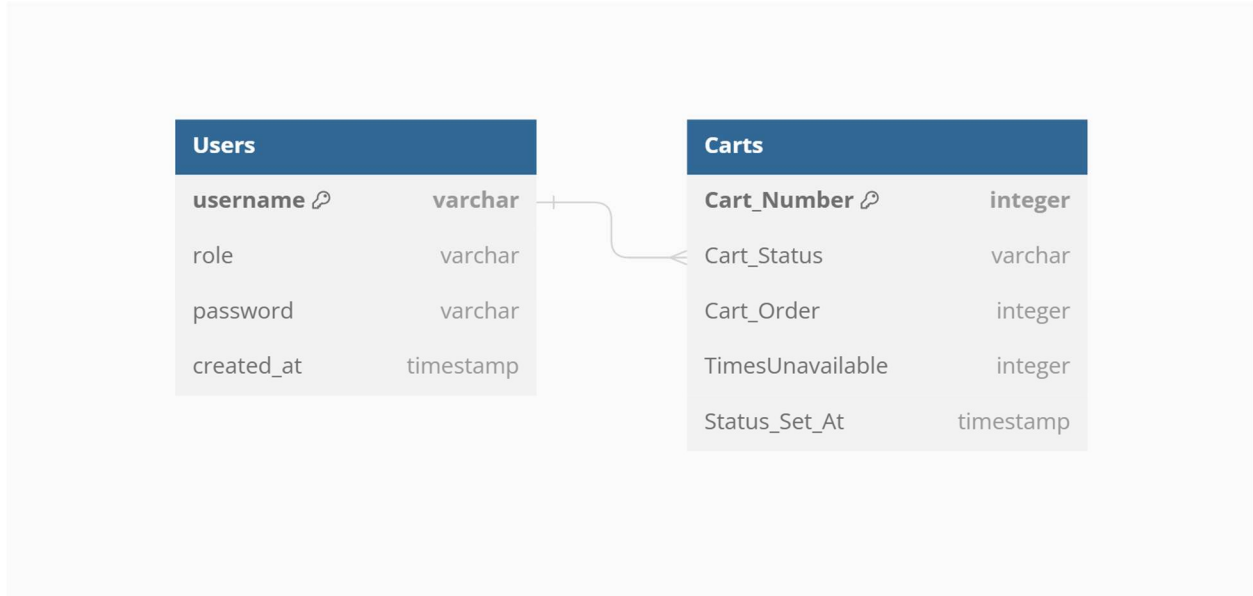 Users
username varchar
role varchar
password varchar
created_at timestamp
Carts
Cart_Number integer
Cart_Status varchar
Cart_Order integer
TimesUnavailable integer
Status_Set_At timestamp